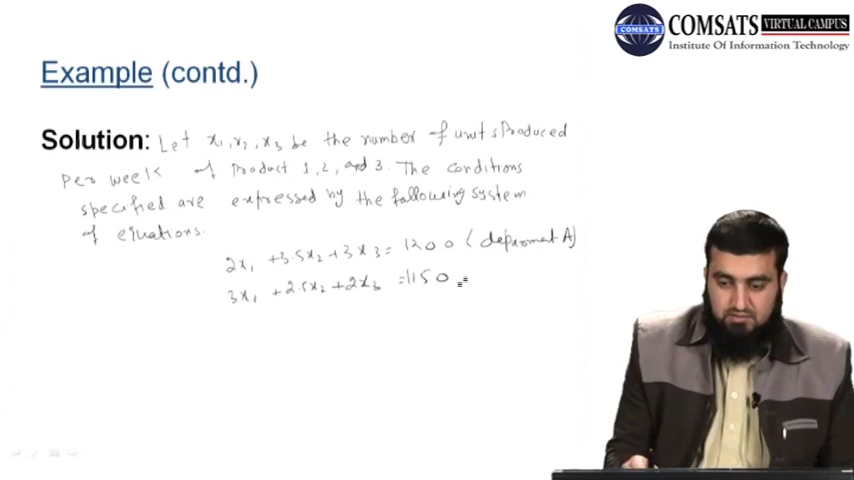 COMSATS VIRTUAL CAMPUS
COMSATS
Institute Of Information Technology
Example (contd.)
Solution: Let x₁, x₂, x₃ be the number of units Produced
Per week of Product 1, 2, and 3. The conditions
specified are expressed by the following system
of equations.
2x₁ +3.5x₂ +3x₃ = 1200 (
3x₁ +2.5x₂ +2x₃ =1150